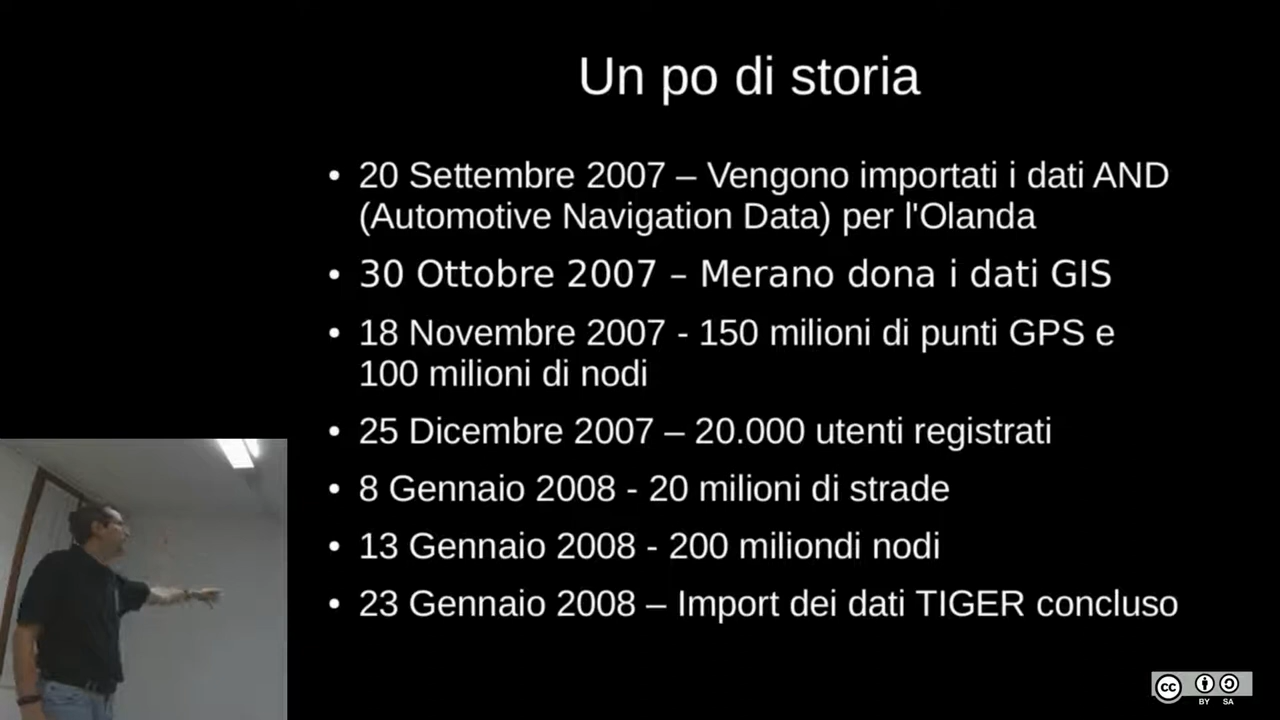 Un po di storia
• 20 Settembre 2007 – Vengono importati i dati AND
(Automotive Navigation Data) per l'Olanda
• 30 Ottobre 2007 – Merano dona i dati GIS
• 18 Novembre 2007 - 150 milioni di punti GPS e
100 milioni di nodi
• 25 Dicembre 2007 – 20.000 utenti registrati
• 8 Gennaio 2008 - 20 milioni di strade
• 13 Gennaio 2008 - 200 miliondi nodi
• 23 Gennaio 2008 – Import dei dati TIGER concluso
cc BY SA